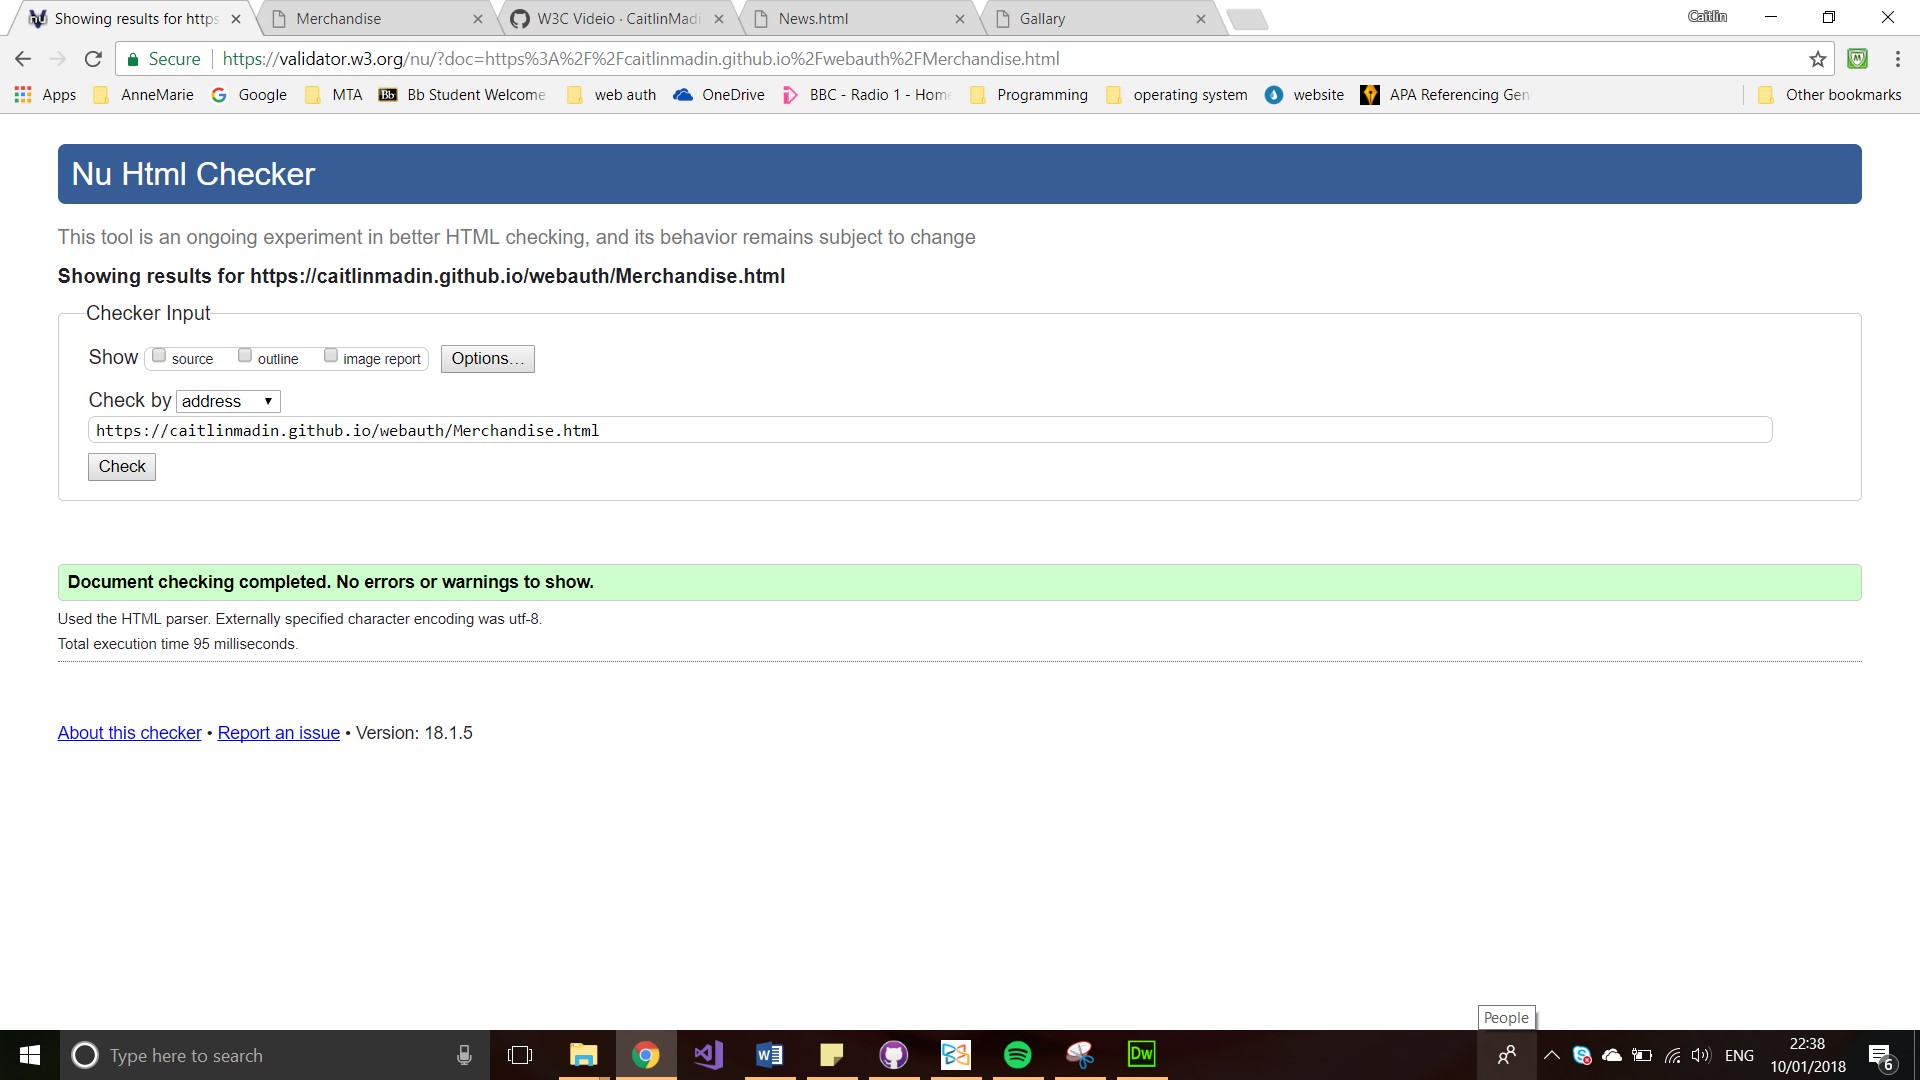 Showing results for https
Merchandise
W3C Videio · CaitlinMadi
News.html
Gallary
Caitlin
Secure
https://validator.w3.org/nu/?doc=https%3A%2F%2Fcaitlinmadin.github.io%2Fwebauth%2FMerchandise.html
Apps
AnneMarie
Google
MTA
Bb
Bb Student Welcome
web auth
OneDrive
BBC - Radio 1 - Home
Programming
operating system
website
APA Referencing Gen
Other bookmarks
Nu Html Checker
This tool is an ongoing experiment in better HTML checking, and its behavior remains subject to change
Showing results for https://caitlinmadin.github.io/webauth/Merchandise.html
Checker Input
Show source outline image report Options...
Check by address
https://caitlinmadin.github.io/webauth/Merchandise.html
Check
Document checking completed. No errors or warnings to show.
Used the HTML parser. Externally specified character encoding was utf-8.
Total execution time 95 milliseconds.
About this checker • Report an issue • Version: 18.1.5
People
Type here to search
Dw
ENG
22:38
10/01/2018
6